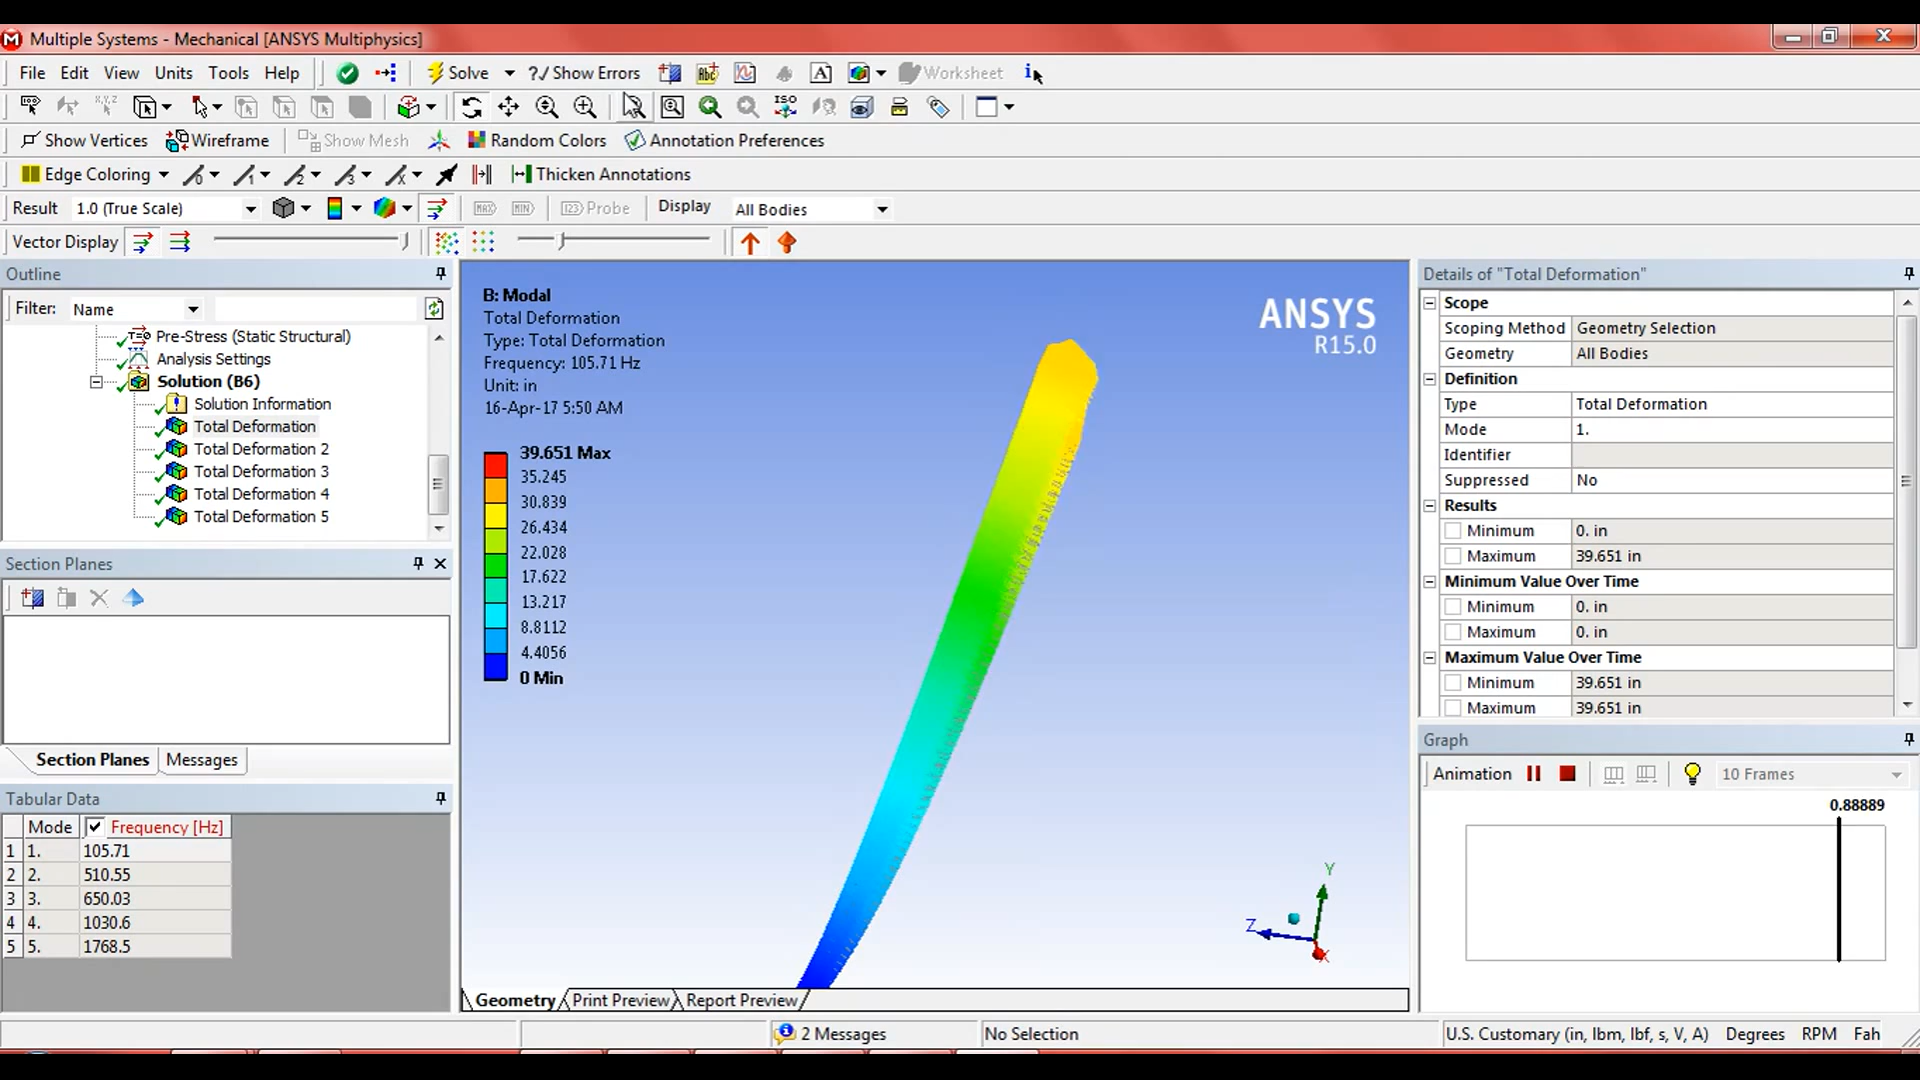 Multiple Systems - Mechanical [ANSYS Multiphysics]
File Edit View Units Tools Help Solve ?/ Show Errors Worksheet
ISO
Show Vertices Wireframe Show Mesh Random Colors Annotation Preferences
Edge Coloring Thicken Annotations
Result 1.0 (True Scale) MAX MIN Probe Display All Bodies
Vector Display
Outline
Filter: Name
Pre-Stress (Static Structural)
Analysis Settings
Solution (B6)
Solution Information
Total Deformation
Total Deformation 2
Total Deformation 3
Total Deformation 4
Total Deformation 5
Section Planes
Section Planes Messages
Tabular Data
Mode Frequency [Hz]
1 1. 105.71
2 2. 510.55
3 3. 650.03
4 4. 1030.6
5 5. 1768.5
B: Modal
Total Deformation
Type: Total Deformation
Frequency: 105.71 Hz
Unit: in
16-Apr-17 5:50 AM
39.651 Max
35.245
30.839
26.434
22.028
17.622
13.217
8.8112
4.4056
0 Min
ANSYS
R15.0
Y
Z
X
Geometry Print Preview Report Preview
Details of "Total Deformation"
Scope
Scoping Method Geometry Selection
Geometry All Bodies
Definition
Type Total Deformation
Mode 1.
Identifier
Suppressed No
Results
Minimum 0. in
Maximum 39.651 in
Minimum Value Over Time
Minimum 0. in
Maximum 0. in
Maximum Value Over Time
Minimum 39.651 in
Maximum 39.651 in
Graph
Animation 10 Frames
0.88889
2 Messages No Selection U.S. Customary (in, lbm, lbf, s, V, A) Degrees RPM Fah